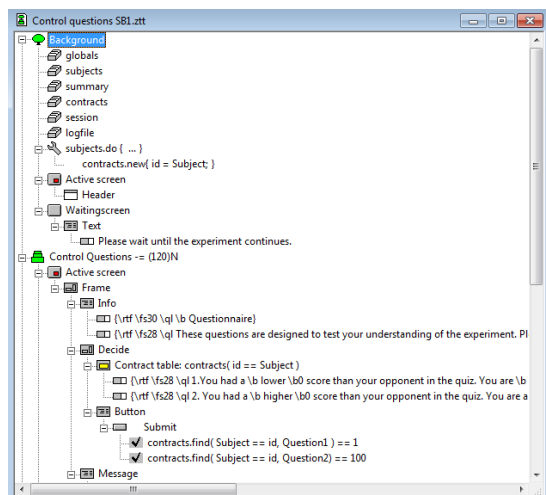 Control questions SB1.ztt
Background
globals
subjects
summary
contracts
session
logfile
subjects.do { ... }
contracts.new{ id = Subject; }
Active screen
Header
Waitingscreen
Text
Please wait until the experiment continues.
Control Questions -= (120)N
Active screen
Frame
Info
{\rtf \fs30 \ql \b Questionnaire}
{\rtf \fs28 \ql These questions are designed to test your understanding of the experiment. Pl
Decide
Contract table: contracts( id == Subject )
{\rtf \fs28 \ql 1.You had a \b lower \b0 score than your opponent in the quiz. You are \b
{\rtf \fs28 \ql 2. You had a \b higher \b0 score than your opponent in the quiz. You are a
Button
Submit
contracts.find( Subject == id, Question1 ) == 1
contracts.find( Subject == id, Question2) == 100
Message